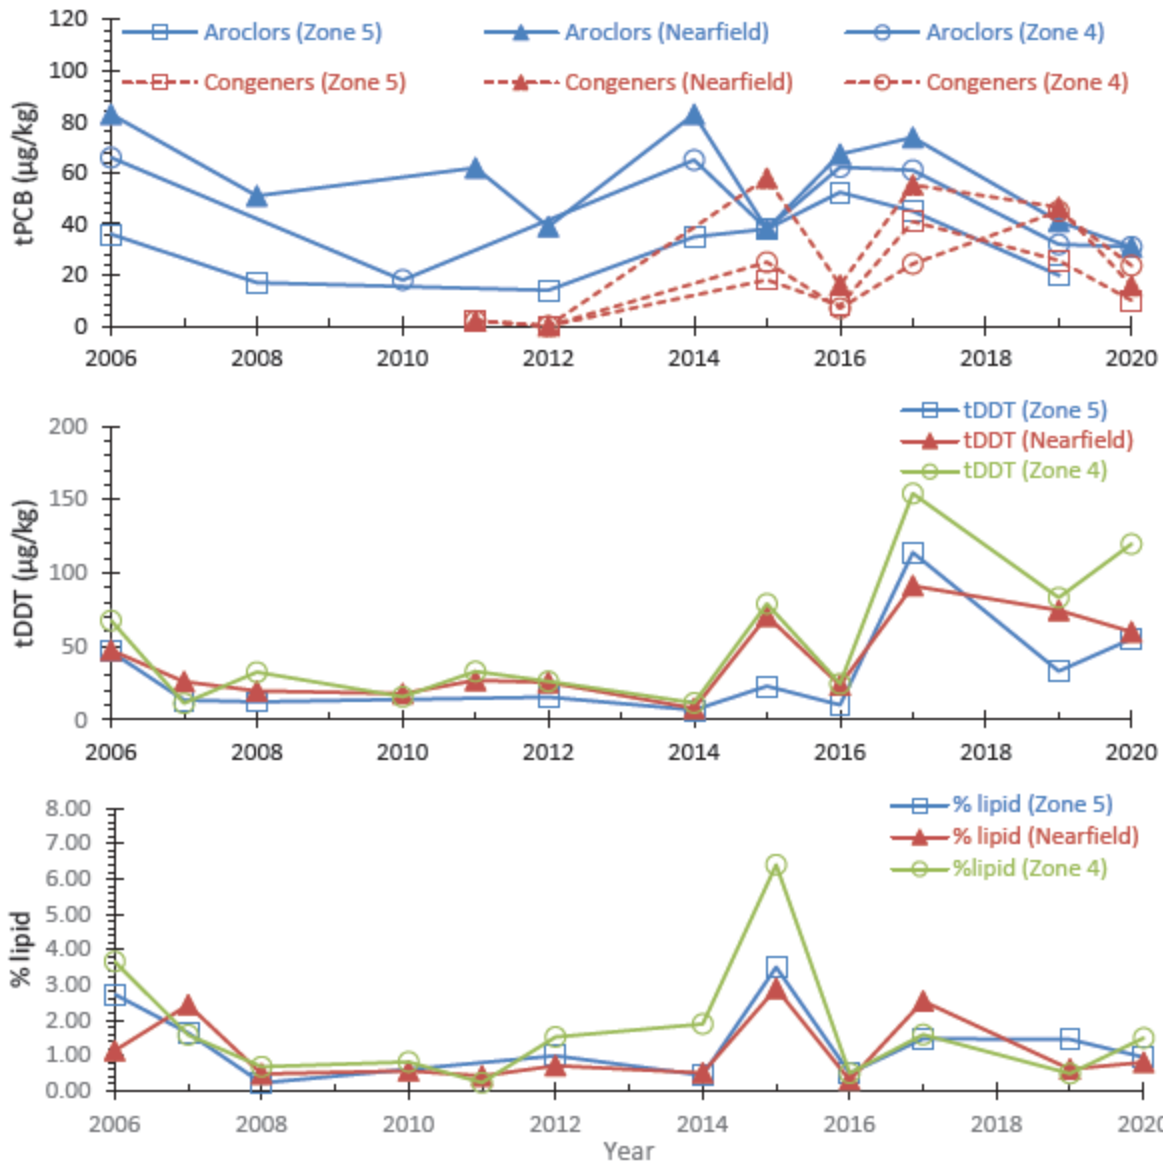 120
Aroclors (Zone 5) Aroclors (Nearfield) Aroclors (Zone 4)
100
Congeners (Zone 5) Congeners (Nearfield) Congeners (Zone 4)
80
60
40
20
0
tPCB (µg/kg)
2006 2008 2010 2012 2014 2016 2018 2020
tDDT (Zone 5)
200
tDDT (Nearfield)
tDDT (Zone 4)
150
100
50
0
tDDT (µg/kg)
2006 2008 2010 2012 2014 2016 2018 2020
8.00 % lipid (Zone 5)
7.00 % lipid (Nearfield)
6.00 %lipid (Zone 4)
5.00
4.00
3.00
2.00
1.00
0.00
% lipid
2006 2008 2010 2012 2014 2016 2018 2020
Year